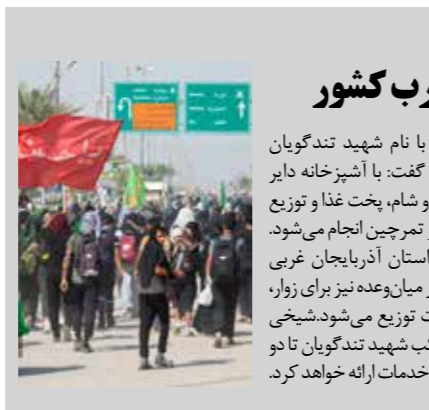 رب کشور
با نام شهید تندگویان
گفت: با آشپزخانه دایر
و شام، پخت غذا و توزیع
تمرچین انجام می‌شود.
استان آذربایجان غربی
میان‌وعده نیز برای زوار،
توزیع می‌شود.شیخی
شهید تندگویان تا دو
خدمات ارائه خواهد کرد.